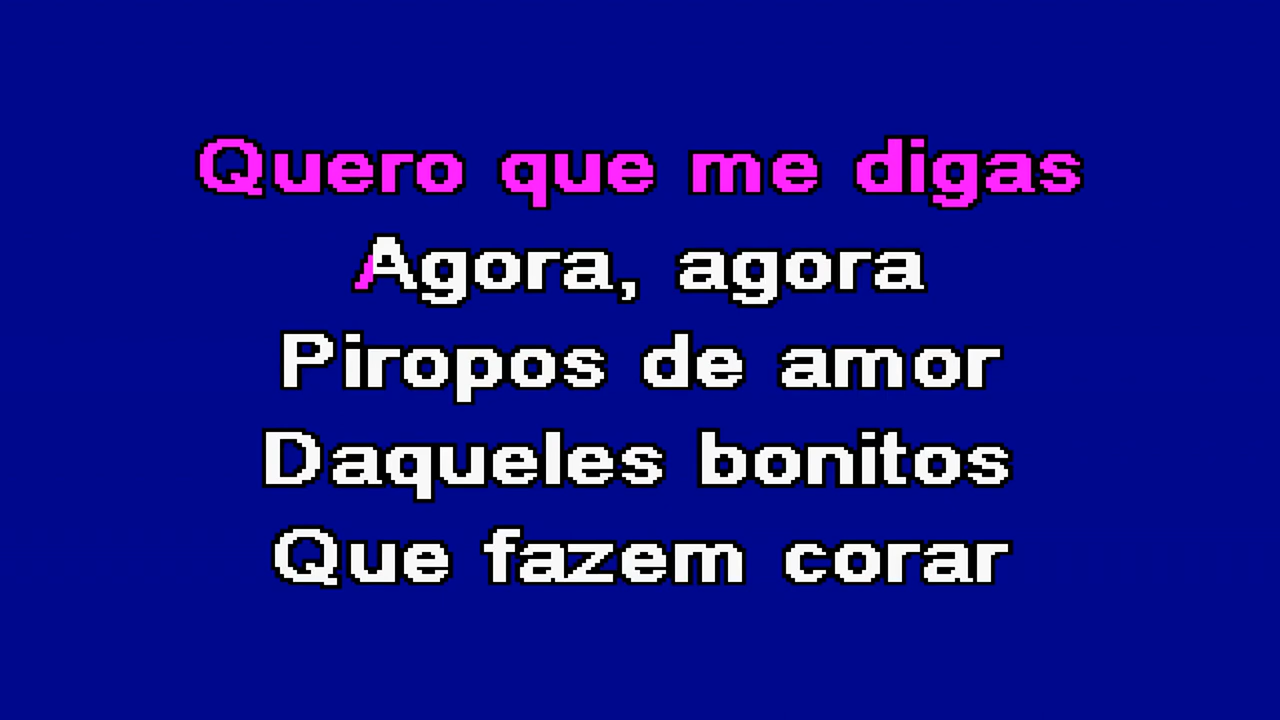 Quero que me digas
Agora, agora
Piropos de amor
Daqueles bonitos
Que fazem corar